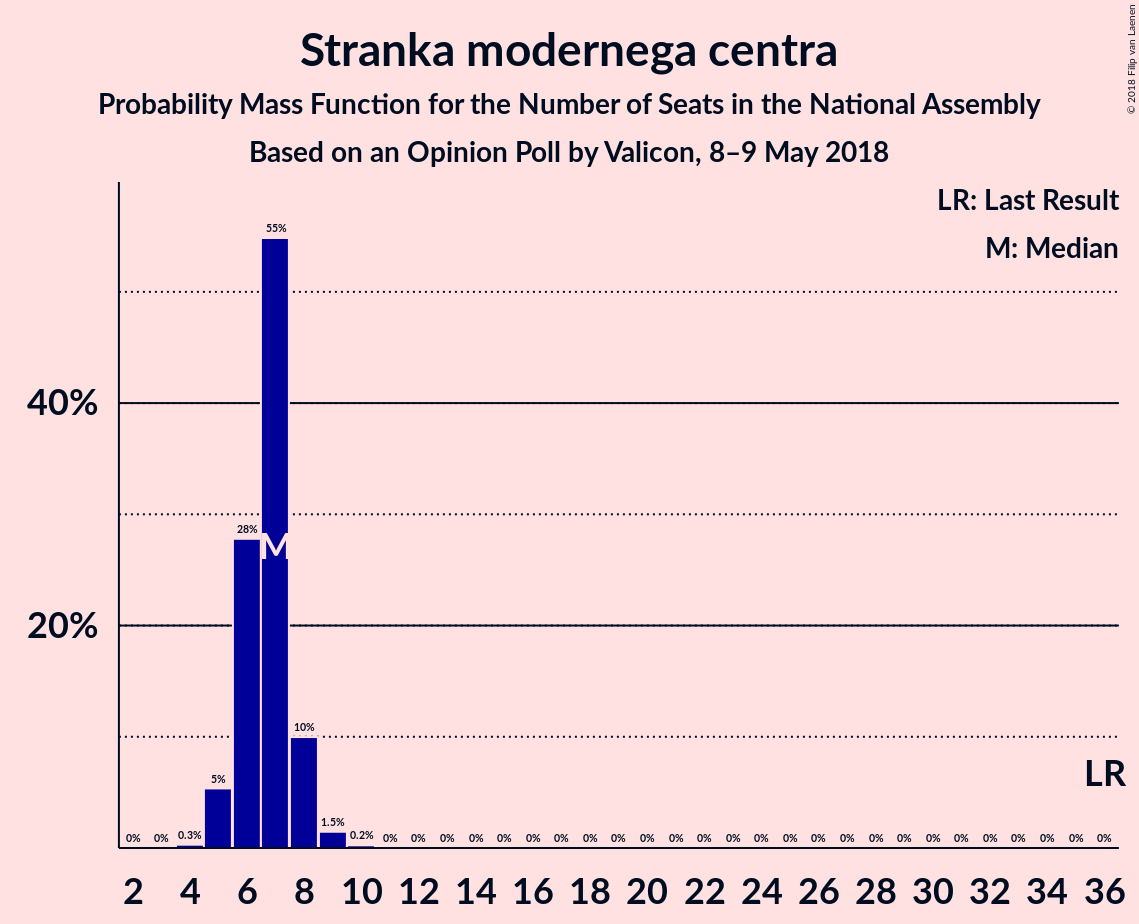 Stranka modernega centra
Probability Mass Function for the Number of Seats in the National Assembly
Based on an Opinion Poll by Valicon, 8–9 May 2018
© 2018 Filip van Laenen
LR: Last Result
M: Median
55%
40%
28%
M
20%
10%
LR
5%
0% 0% 0.3% 1.5% 0.2% 0% 0% 0% 0% 0% 0% 0% 0% 0% 0% 0% 0% 0% 0% 0% 0% 0% 0% 0% 0% 0% 0% 0% 0% 0% 0%
2 4 6 8 10 12 14 16 18 20 22 24 26 28 30 32 34 36